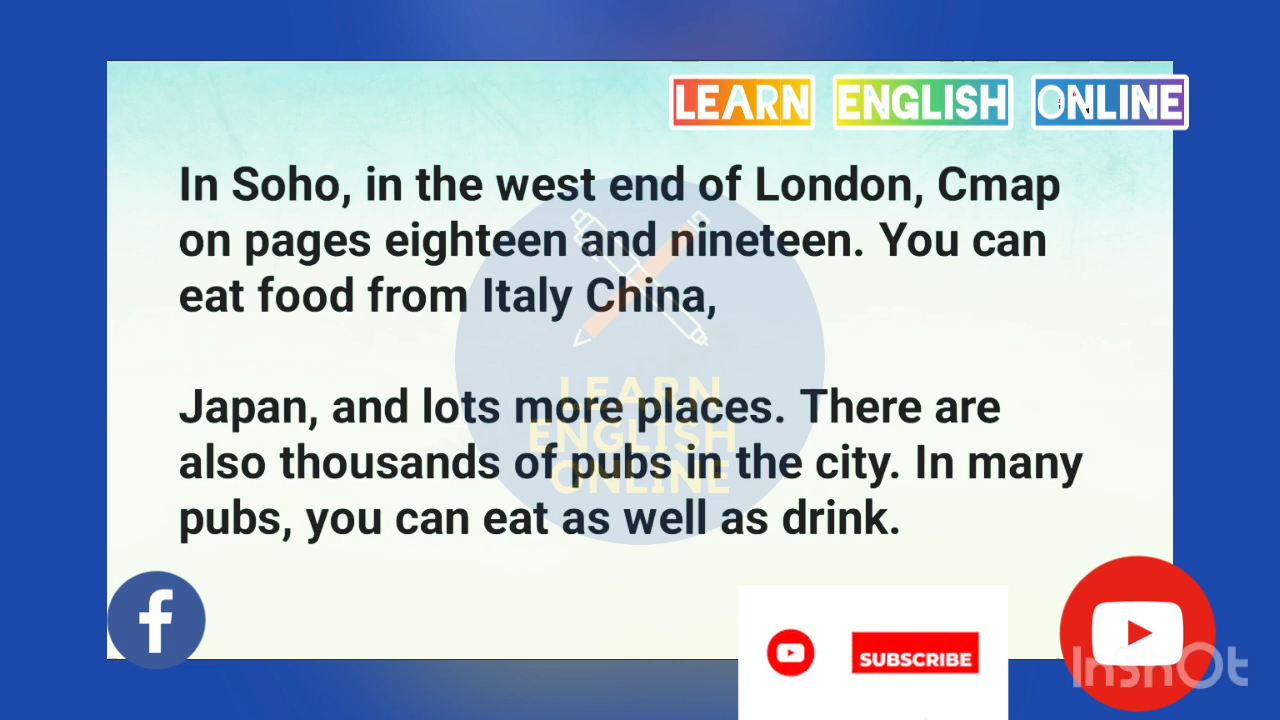 LEARN ENGLISH ONLINE
In Soho, in the west end of London, Cmap
on pages eighteen and nineteen. You can
eat food from Italy China,
Japan, and lots more places. There are
also thousands of pubs in the city. In many
pubs, you can eat as well as drink.
LEARN
ENGLISH
ONLINE
SUBSCRIBE
InShOt